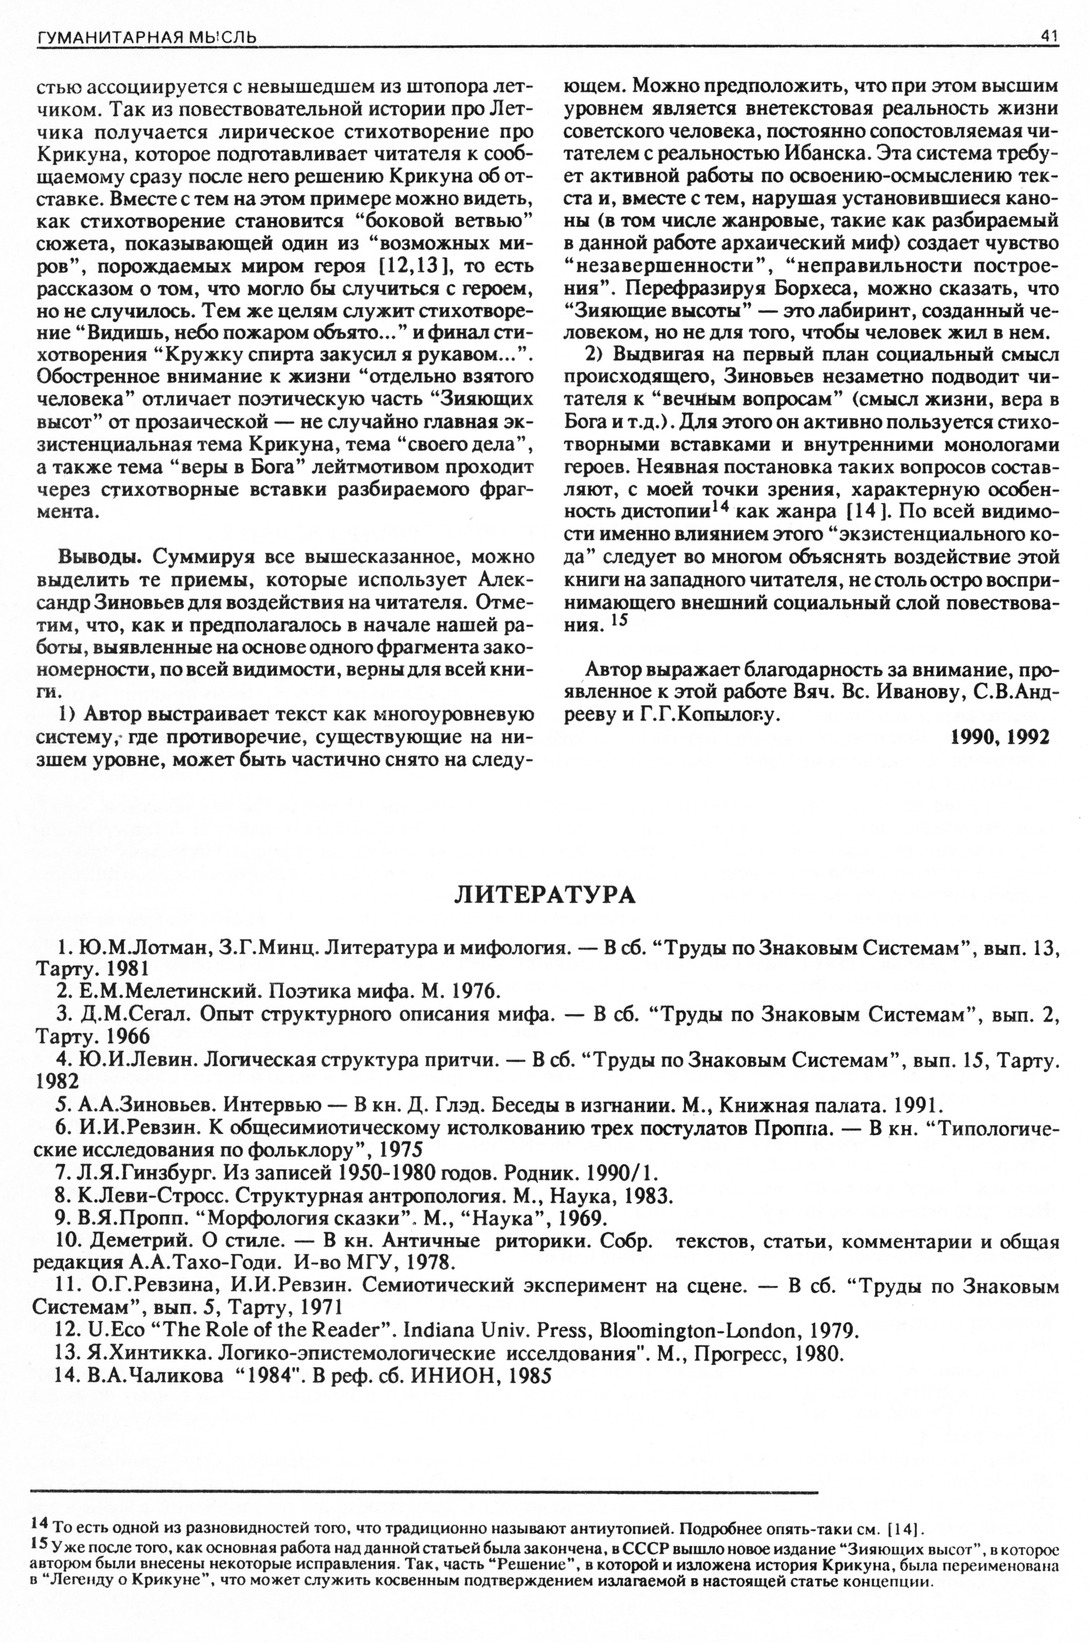 ГУМАНИТАРНАЯ МЫСЛЬ 41
стью ассоциируется с невышедшем из штопора лет-
чиком. Так из повествовательной истории про Лет-
чика получается лирическое стихотворение про
Крикуна, которое подготавливает читателя к сооб-
щаемому сразу после него решению Крикуна об от-
ставке. Вместе с тем на этом примере можно видеть,
как стихотворение становится “боковой ветвью”
сюжета, показывающей один из “возможных ми-
ров”, порождаемых миром героя [12,13], то есть
рассказом о том, что могло бы случиться с героем,
но не случилось. Тем же целям служит стихотворе-
ние “Видишь, небо пожаром объято...” и финал сти-
хотворения “Кружку спирта закусил я рукавом...”.
Обостренное внимание к жизни “отдельно взятого
человека” отличает поэтическую часть “Зияющих
высот” от прозаической — не случайно главная эк-
зистенциальная тема Крикуна, тема “своего дела”,
а также тема “веры в Бога” лейтмотивом проходит
через стихотворные вставки разбираемого фраг-
мента.
Выводы. Суммируя все вышесказанное, можно
выделить те приемы, которые использует Алек-
сандр Зиновьев для воздействия на читателя. Отме-
тим, что, как и предполагалось в начале нашей ра-
боты, выявленные на основе одного фрагмента зако-
номерности, по всей видимости, верны для всей кни-
ги.
1) Автор выстраивает текст как многоуровневую
систему, где противоречие, существующие на ни-
зшем уровне, может быть частично снято на следу-
ющем. Можно предположить, что при этом высшим
уровнем является внетекстовая реальность жизни
советского человека, постоянно сопоставляемая чи-
тателем с реальностью Ибанска. Эта система требу-
ет активной работы по освоению-осмыслению тек-
ста и, вместе с тем, нарушая установившиеся кано-
ны (в том числе жанровые, такие как разбираемый
в данной работе архаический миф) создает чувство
“незавершенности”, “неправильности построе-
ния”. Перефразируя Борхеса, можно сказать, что
“Зияющие высоты” — это лабиринт, созданный че-
ловеком, но не для того, чтобы человек жил в нем.
2) Выдвигая на первый план социальный смысл
происходящего, Зиновьев незаметно подводит чи-
тателя к “вечным вопросам” (смысл жизни, вера в
Бога и т.д.). Для этого он активно пользуется стихо-
творными вставками и внутренними монологами
героев. Неявная постановка таких вопросов состав-
ляют, с моей точки зрения, характерную особен-
ность дистопии14 как жанра [14]. По всей видимо-
сти именно влиянием этого “экзистенциального ко-
да” следует во многом объяснять воздействие этой
книги на западного читателя, не столь остро воспри-
нимающего внешний социальный слой повествова-
ния. 15
Автор выражает благодарность за внимание, про-
явленное к этой работе Вяч. Вс. Иванову, С.В.Анд-
рееву и Г.Г.Копылову.
1990, 1992
ЛИТЕРАТУРА
1. Ю.М.Лотман, З.Г.Минц. Литература и мифология. — В сб. “Труды по Знаковым Системам”, вып. 13,
Тарту. 1981
2. Е.М.Мелетинский. Поэтика мифа. М. 1976.
3. Д.М.Сегал. Опыт структурного описания мифа. — В сб. “Труды по Знаковым Системам”, вып. 2,
Тарту. 1966
4. Ю.И.Левин. Логическая структура притчи. — В сб. “Труды по Знаковым Системам”, вып. 15, Тарту.
1982
5. А.А.Зиновьев. Интервью — В кн. Д. Глэд. Беседы в изгнании. М., Книжная палата. 1991.
6. И.И.Ревзин. К общесимиотическому истолкованию трех постулатов Проппа. — В кн. “Типологиче-
ские исследования по фольклору”, 1975
7. Л.Я.Гинзбург. Из записей 1950-1980 годов. Родник. 1990/1.
8. К.Леви-Стросс. Структурная антропология. М., Наука, 1983.
9. В.Я.Пропп. “Морфология сказки”. М., “Наука”, 1969.
10. Деметрий. О стиле. — В кн. Античные риторики. Собр. текстов, статьи, комментарии и общая
редакция А.А.Тахо-Годи. И-во МГУ, 1978.
11. О.Г.Ревзина, И.И.Ревзин. Семиотический эксперимент на сцене. — В сб. “Труды по Знаковым
Системам”, вып. 5, Тарту, 1971
12. U.Eco “The Role of the Reader”. Indiana Univ. Press, Bloomington-London, 1979.
13. Я.Хинтикка. Логико-эпистемологические исселдования". М., Прогресс, 1980.
14. В.А.Чаликова “1984". В реф. сб. ИНИОН, 1985
14 То есть одной из разновидностей того, что традиционно называют антиутопией. Подробнее опять-таки см. [14].
15 Уже после того, как основная работа над данной статьей была закончена, в СССР вышло новое издание “Зияющих высот”, в которое
автором были внесены некоторые исправления. Так, часть “Решение”, в которой и изложена история Крикуна, была переименована
в “Легенду о Крикуне”, что может служить косвенным подтверждением излагаемой в настоящей статье концепции.